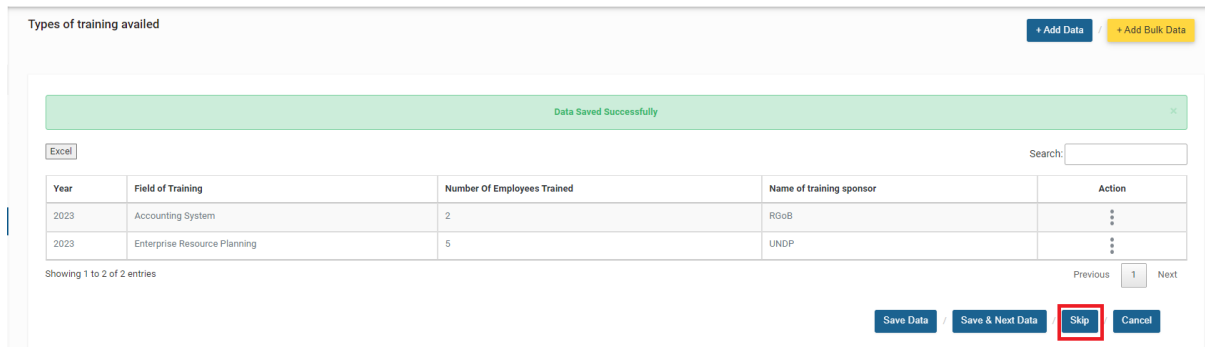 Types of training availed
+ Add Data / + Add Bulk Data
Data Saved Successfully ×
Excel Search:
Year Field of Training Number Of Employees Trained Name of training sponsor Action
2023 Accounting System 2 RGoB
2023 Enterprise Resource Planning 5 UNDP
Showing 1 to 2 of 2 entries Previous 1 Next
Save Data / Save & Next Data / Skip / Cancel